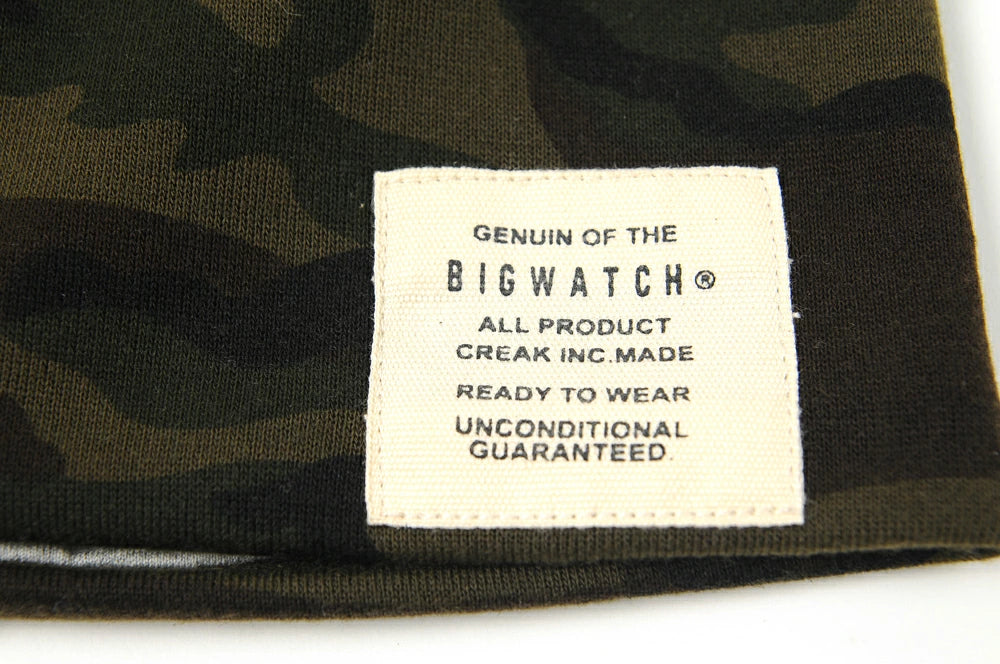 GENUIN OF THE
BIGWATCH®
ALL PRODUCT
CREAK INC.MADE
READY TO WEAR
UNCONDITIONAL
GUARANTEED.